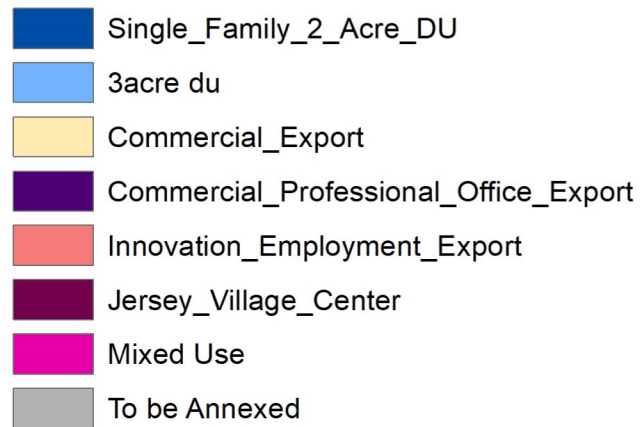 Single_Family_2_Acre_DU
3acre du
Commercial_Export
Commercial_Professional_Office_Export
Innovation_Employment_Export
Jersey_Village_Center
Mixed Use
To be Annexed